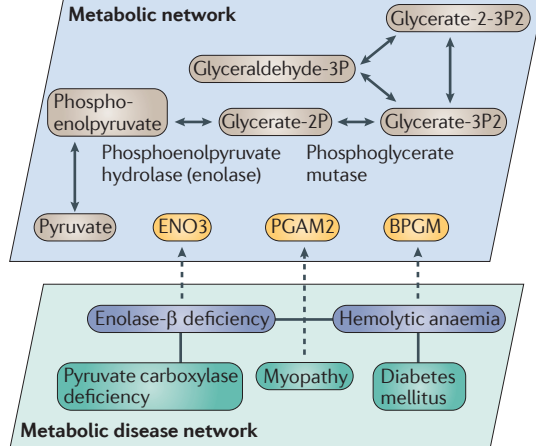 Metabolic network
Glycerate-2-3P2
Glyceraldehyde-3P
Phospho-
enolpyruvate
Glycerate-2P
Glycerate-3P2
Phosphoenolpyruvate
hydrolase (enolase)
Phosphoglycerate
mutase
Pyruvate
ENO3
PGAM2
BPGM
Enolase-β deficiency
Hemolytic anaemia
Pyruvate carboxylase
deficiency
Myopathy
Diabetes
mellitus
Metabolic disease network